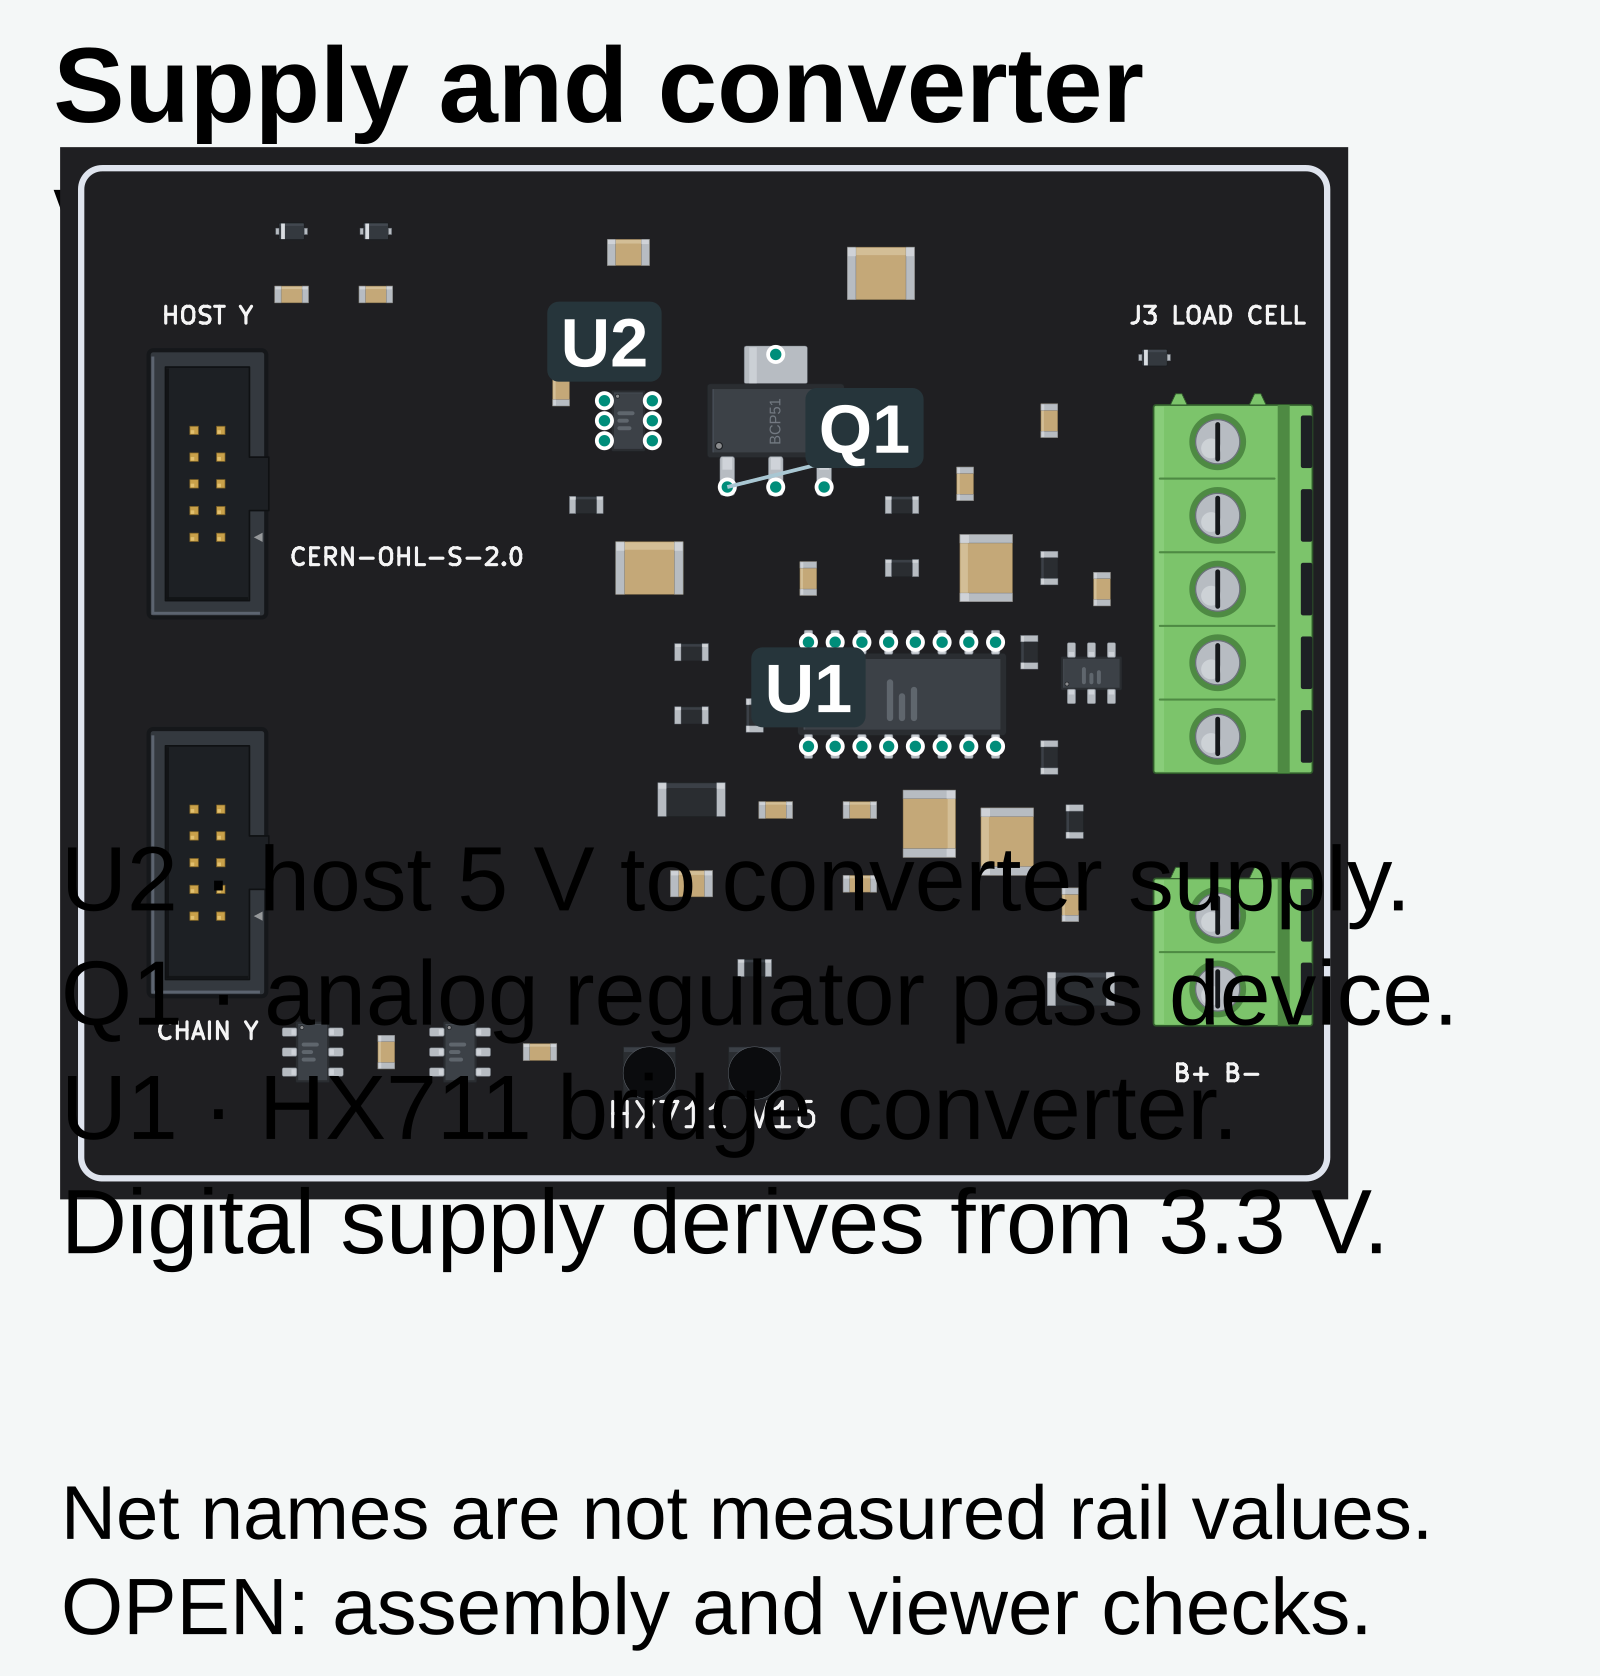 Supply and converter
HOST Y
J3 LOAD CELL
U2
BCP51
Q1
CERN-OHL-S-2.0
U1
U2 · host 5 V to converter supply.
Q1 · analog regulator pass device.
CHAIN Y
B+ B-
U1 · HX711 bridge converter.
HX711 V15
Digital supply derives from 3.3 V.
Net names are not measured rail values.
OPEN: assembly and viewer checks.